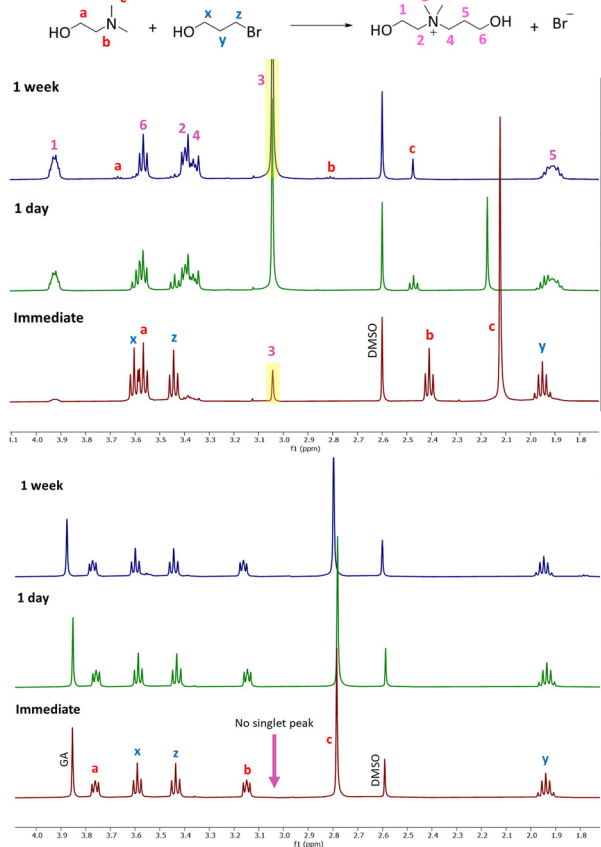 c
a
N
HO
b
+
x
z
HO
Br
y
1
N
+
5
OH
2
4
6
+ Br⁻
1 week
3
1
6
2
4
a
b
c
5
1 day
Immediate
x
a
z
3
DMSO
b
c
y
4.1 4.0 3.9 3.8 3.7 3.6 3.5 3.4 3.3 3.2 3.1 3.0 2.9 2.8 2.7 2.6 2.5 2.4 2.3 2.2 2.1 2.0 1.9 1.8
f1 (ppm)
1 week
1 day
Immediate
No singlet peak
GA
a
x
z
b
c
DMSO
y
4.0 3.9 3.8 3.7 3.6 3.5 3.4 3.3 3.2 3.1 3.0 2.9 2.8 2.7 2.6 2.5 2.4 2.3 2.2 2.1 2.0 1.9 1.8
f1 (ppm)